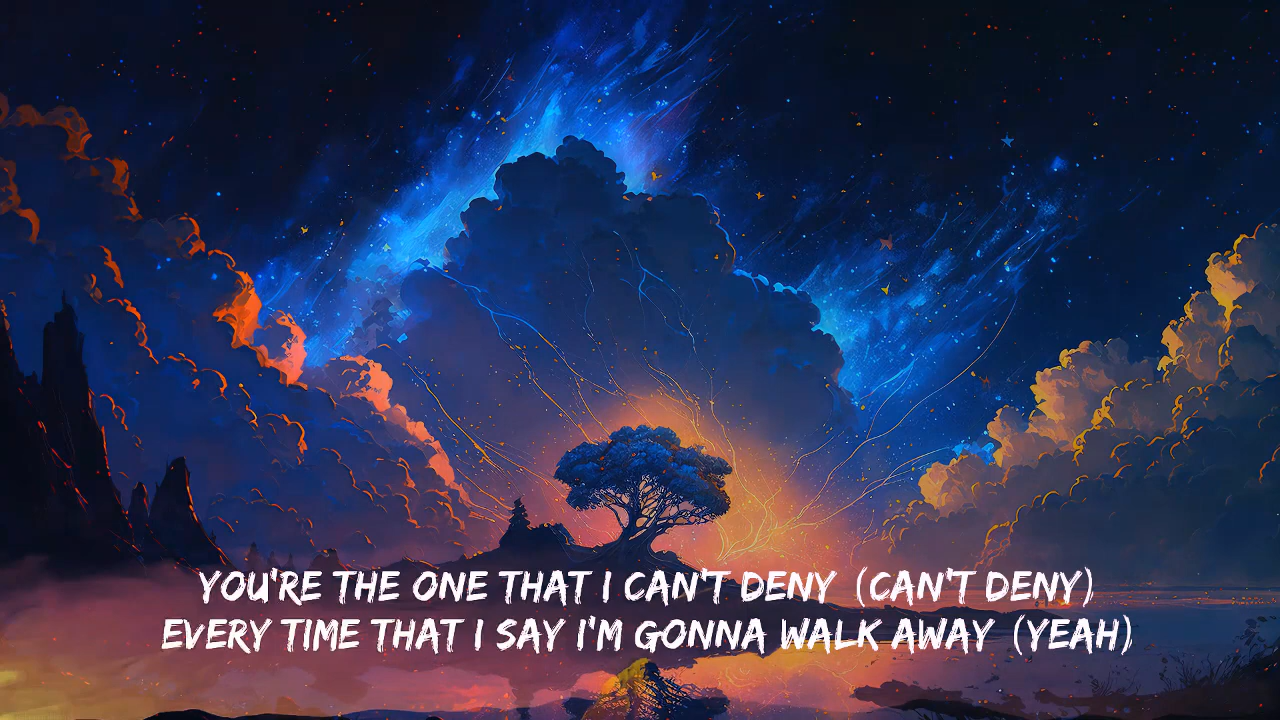 YOU'RE THE ONE THAT I CAN'T DENY (CAN'T DENY)
EVERY TIME THAT I SAY I'M GONNA WALK AWAY (YEAH)